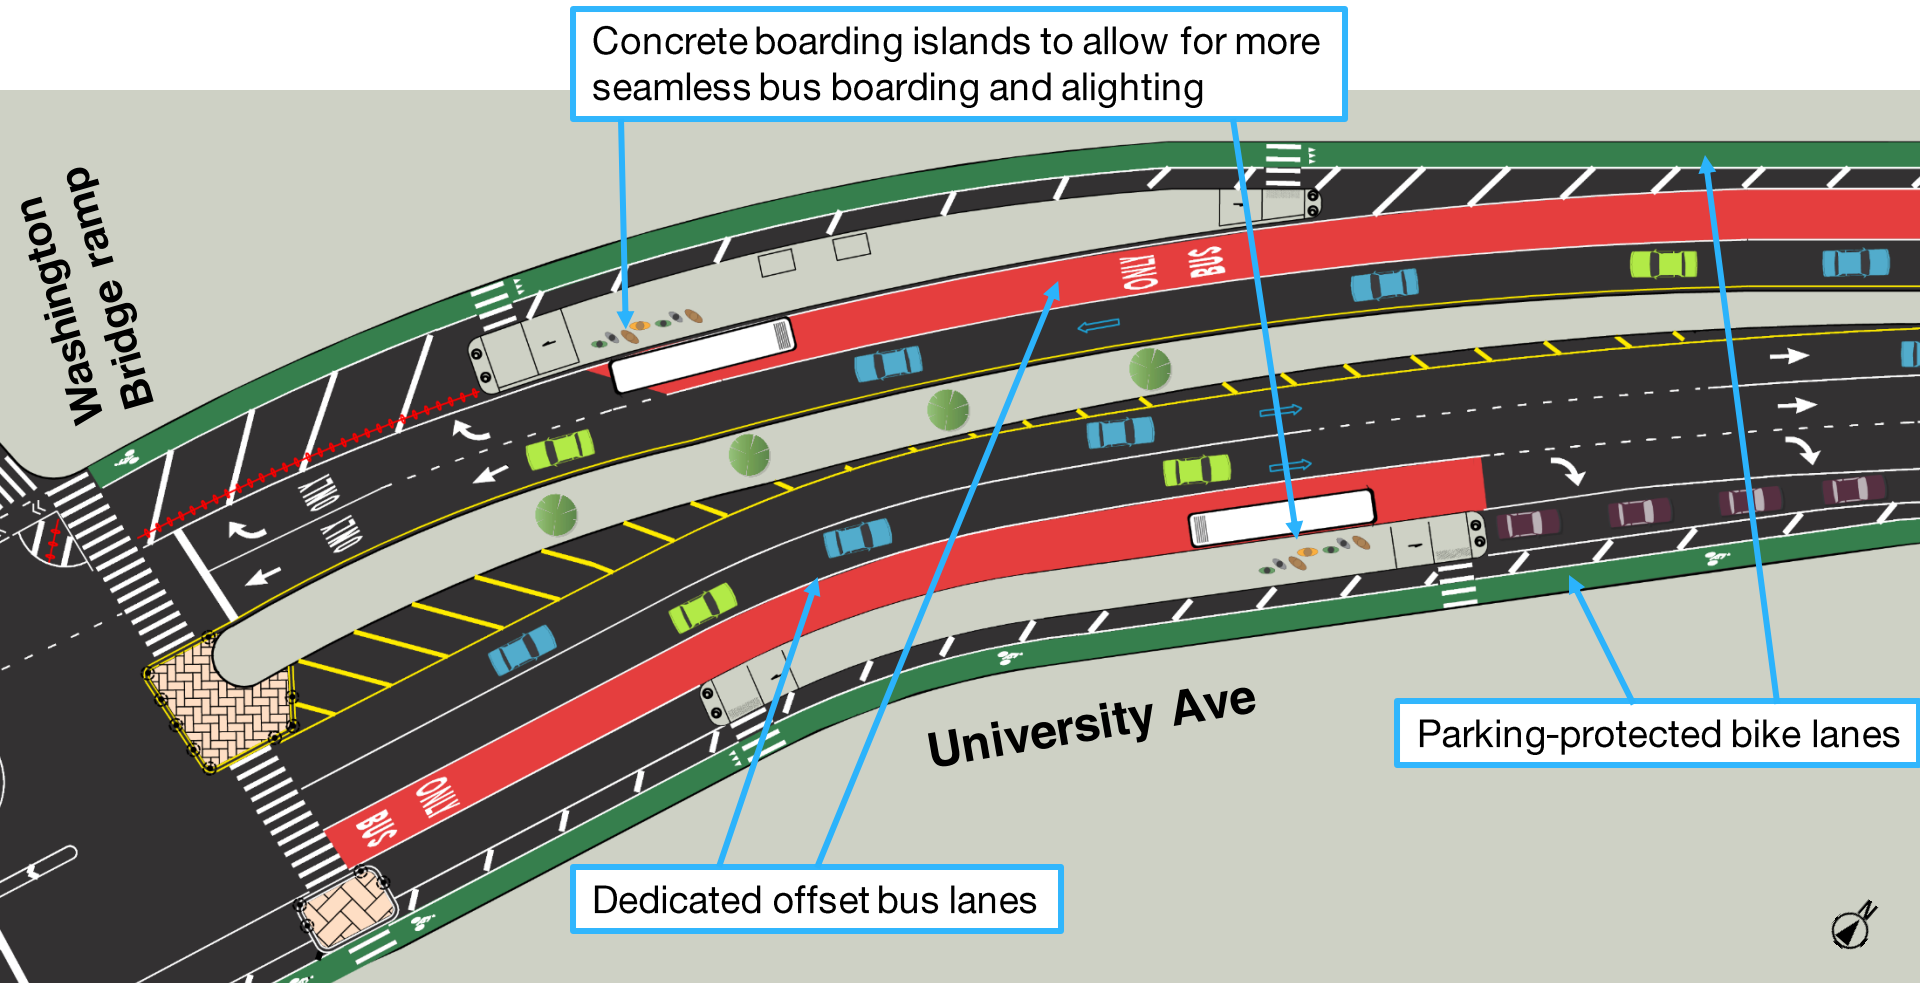 Concrete boarding islands to allow for more
seamless bus boarding and alighting
Washington
Bridge ramp
ONLY
BUS
ONLY
ONLY
University Ave
Parking-protected bike lanes
ONLY
BUS
Dedicated offset bus lanes
N